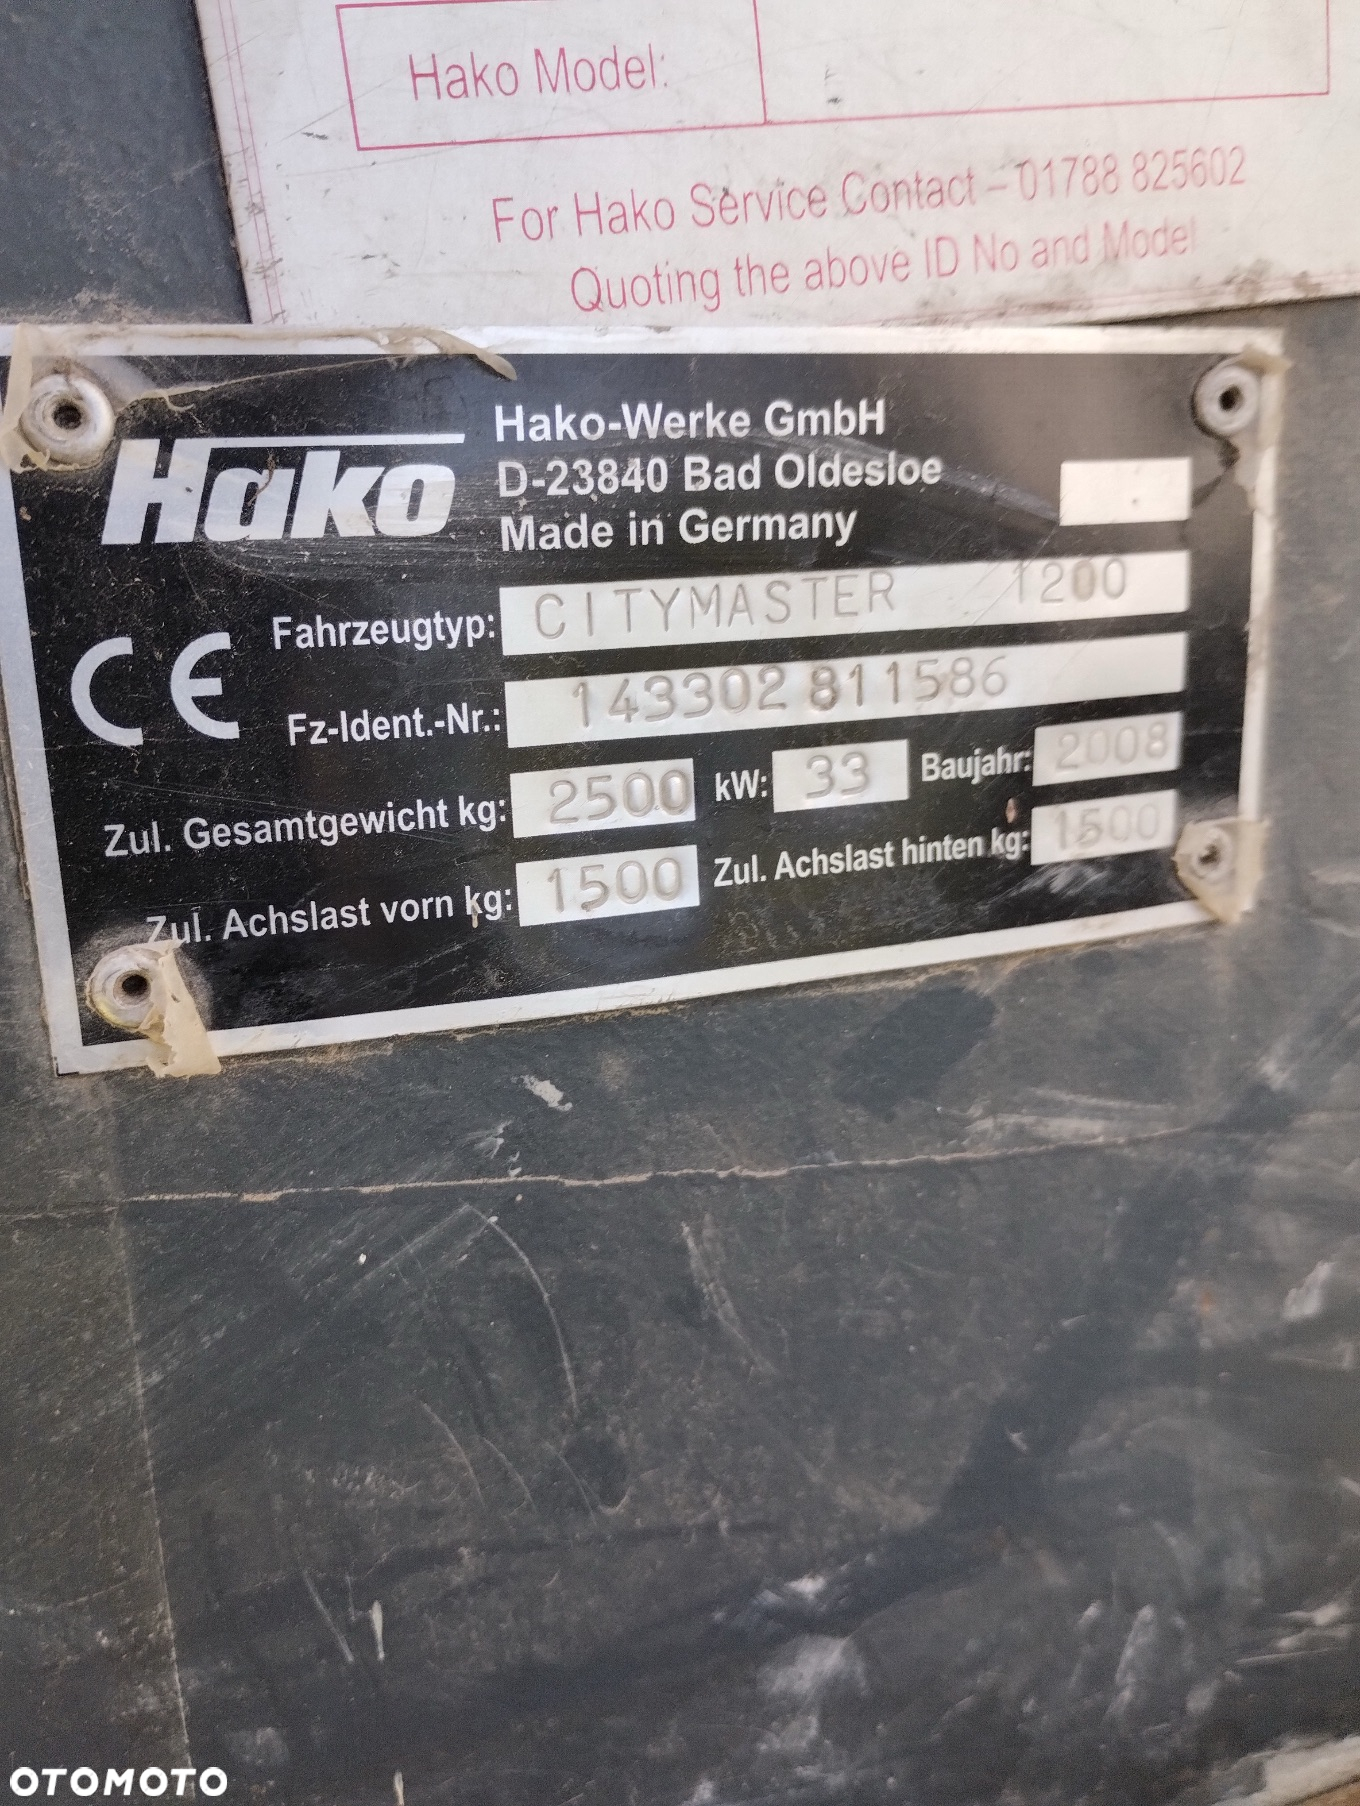 Hako Model:
For Hako Service Contact – 01788 825602
Quoting the above ID No and Model
Hako
Hako-Werke GmbH
D-23840 Bad Oldesloe
Made in Germany
CE
Fahrzeugtyp: CITYMASTER 1200
Fz-Ident.-Nr.: 143302811586
Zul. Gesamtgewicht kg: 2500 kW: 33 Baujahr: 2008
Zul. Achslast vorn kg: 1500 Zul. Achslast hinten kg: 1500
OTOMOTO